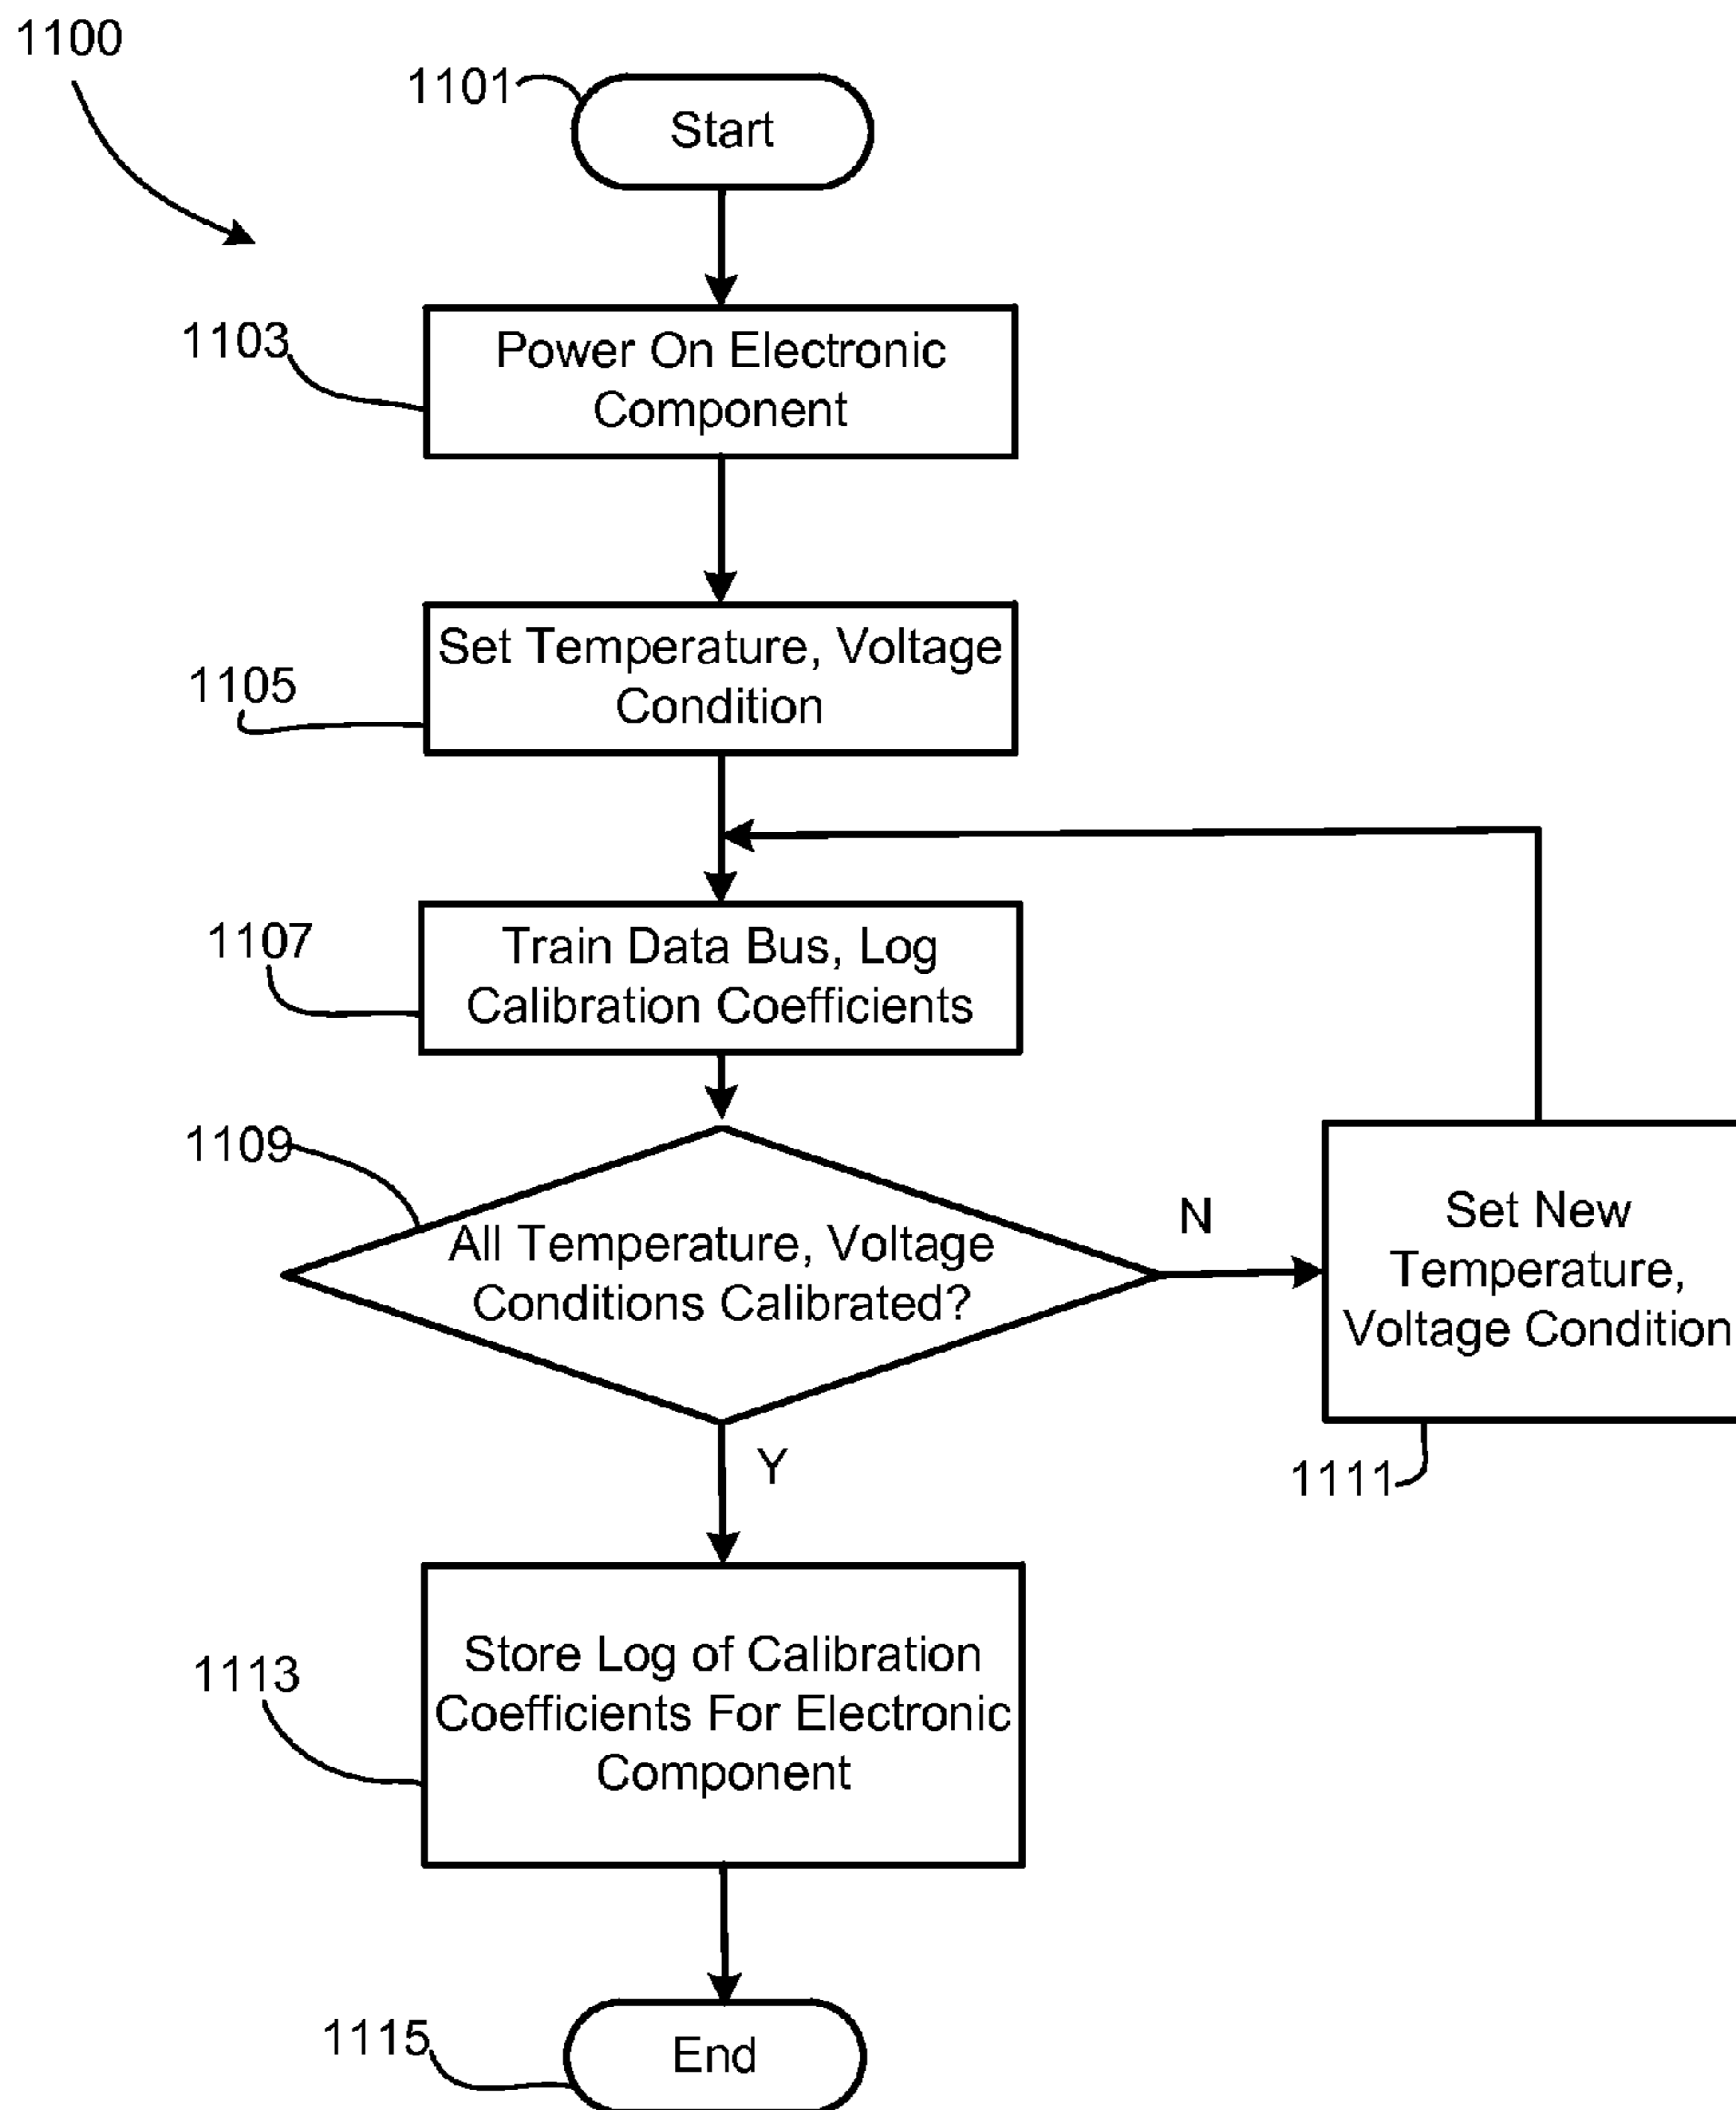 1100
1101
Start
1103
Power On Electronic
Component
1105
Set Temperature, Voltage
Condition
1107
Train Data Bus, Log
Calibration Coefficients
1109
All Temperature, Voltage
Conditions Calibrated?
N
Set New
Temperature,
Voltage Condition
1111
Y
1113
Store Log of Calibration
Coefficients For Electronic
Component
1115
End